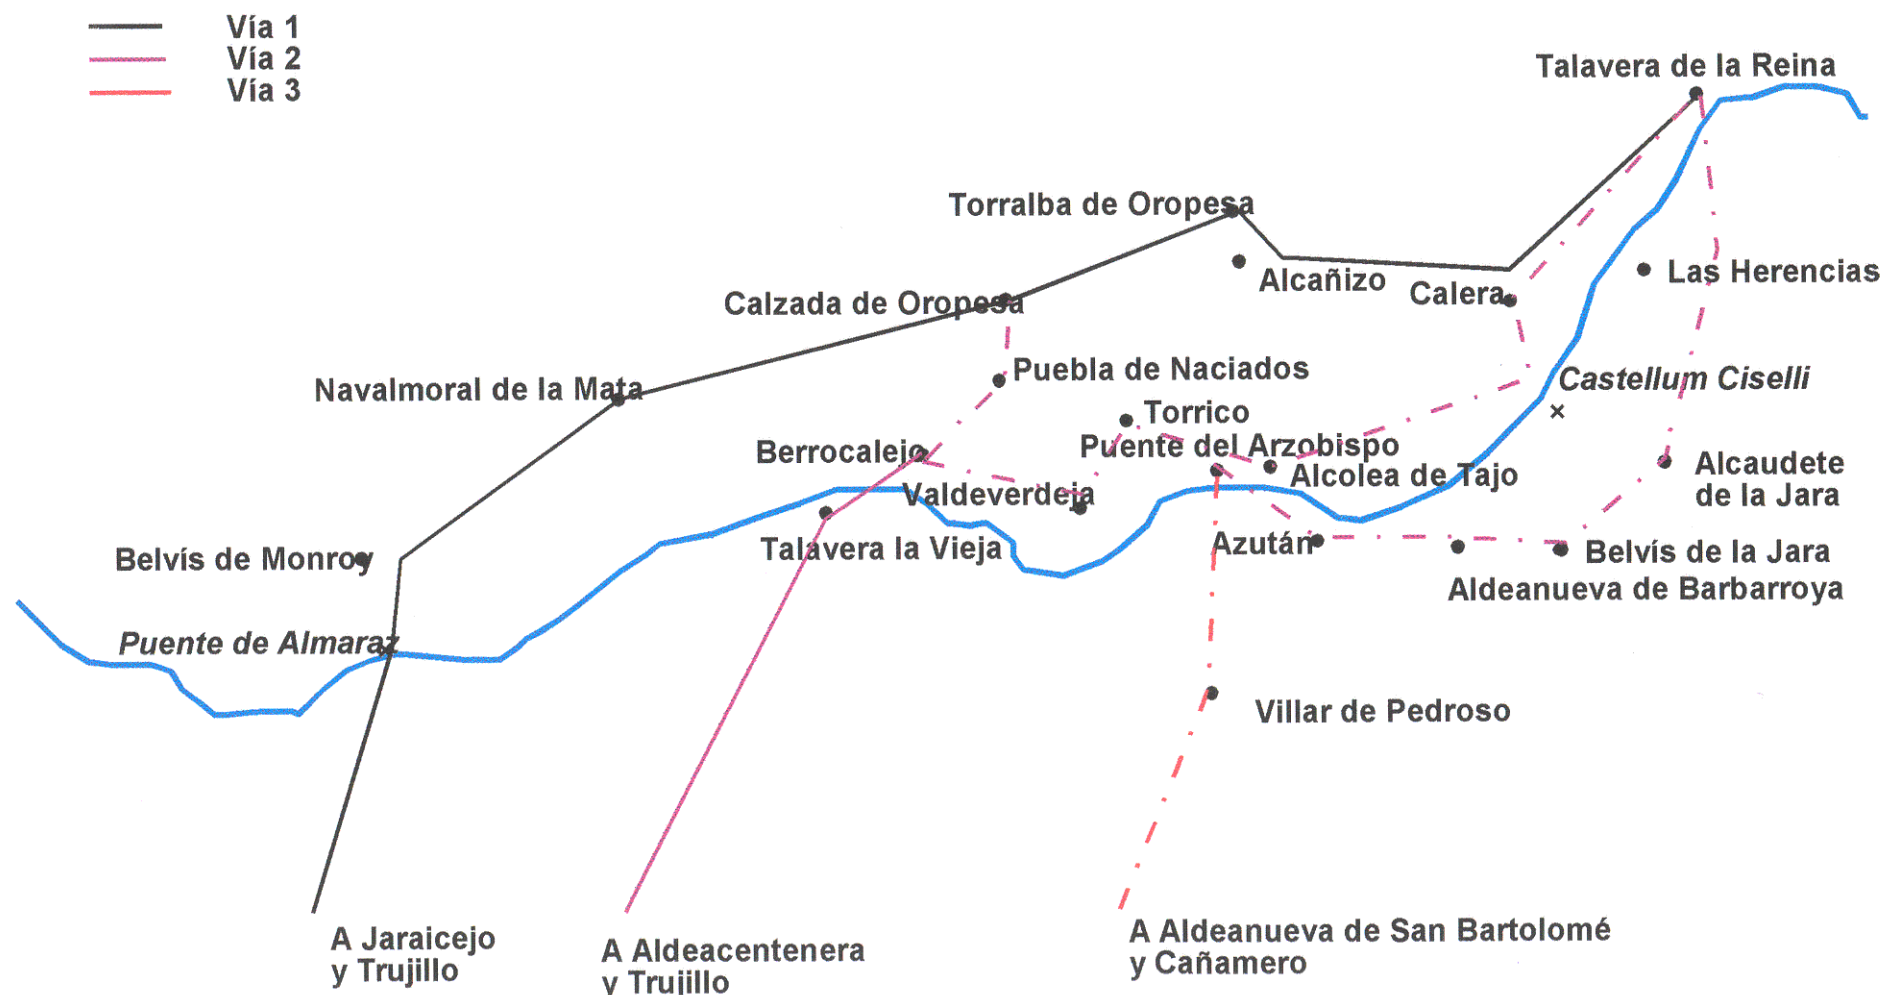 Vía 1
Vía 2
Vía 3
Talavera de la Reina
Torralba de Oropesa
Alcañizo
Las Herencias
Calera
Calzada de Oropesa
Puebla de Naciados
Castellum Ciselli
Navalmoral de la Mata
Torrico
Berrocalejo
Puente del Arzobispo
Alcolea de Tajo
Alcaudete
de la Jara
Valdeverdeja
Talavera la Vieja
Azután
Belvís de la Jara
Belvís de Monroy
Aldeanueva de Barbarroya
Puente de Almaraz
Villar de Pedroso
A Jaraicejo
y Trujillo
A Aldeacentenera
y Trujillo
A Aldeanueva de San Bartolomé
y Cañamero